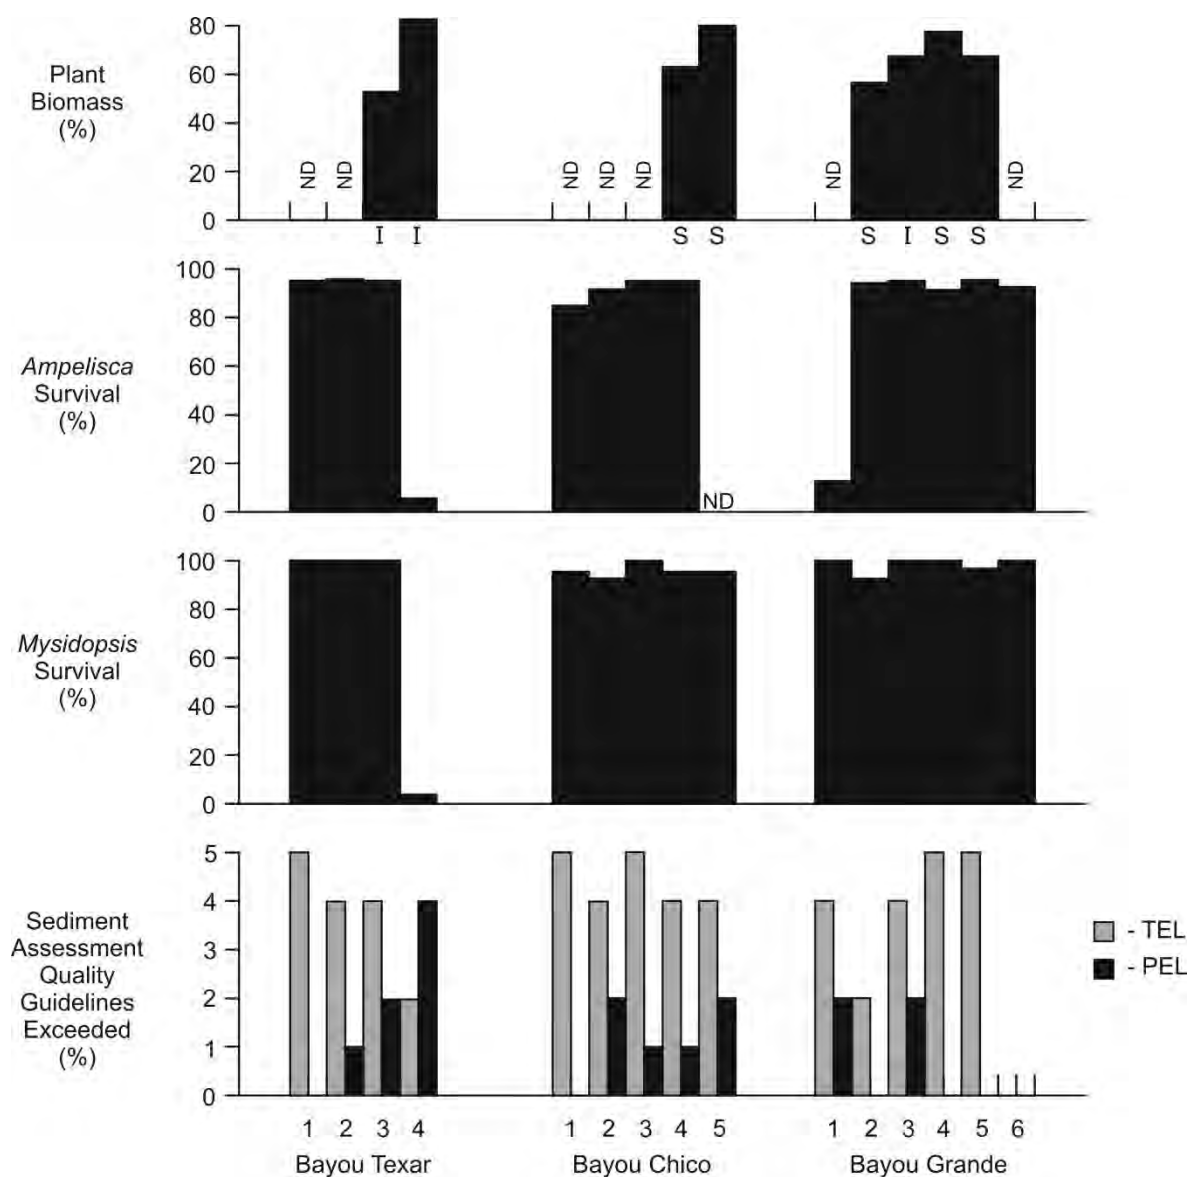 Plant
Biomass
(%)
80
60
40
20
0
ND
ND
ND
ND
ND
ND
ND
I I
S S
S I S S
Ampelisca
Survival
(%)
100
80
60
40
20
0
ND
Mysidopsis
Survival
(%)
100
80
60
40
20
0
Sediment
Assessment
Quality
Guidelines
Exceeded
(%)
5
4
3
2
1
0
- TEL
- PEL
1 2 3 4
1 2 3 4 5
1 2 3 4 5 6
Bayou Texar
Bayou Chico
Bayou Grande